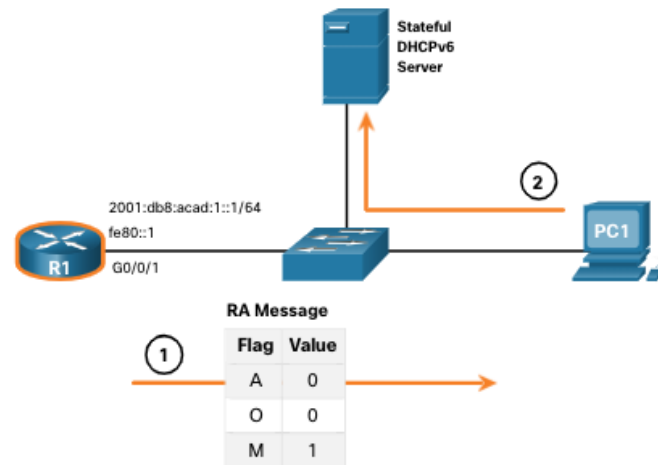 Stateful
DHCPv6
Server
2
2001:db8:acad:1::1/64
fe80::1
PC1
R1
G0/0/1
RA Message
1
Flag Value
A 0
O 0
M 1